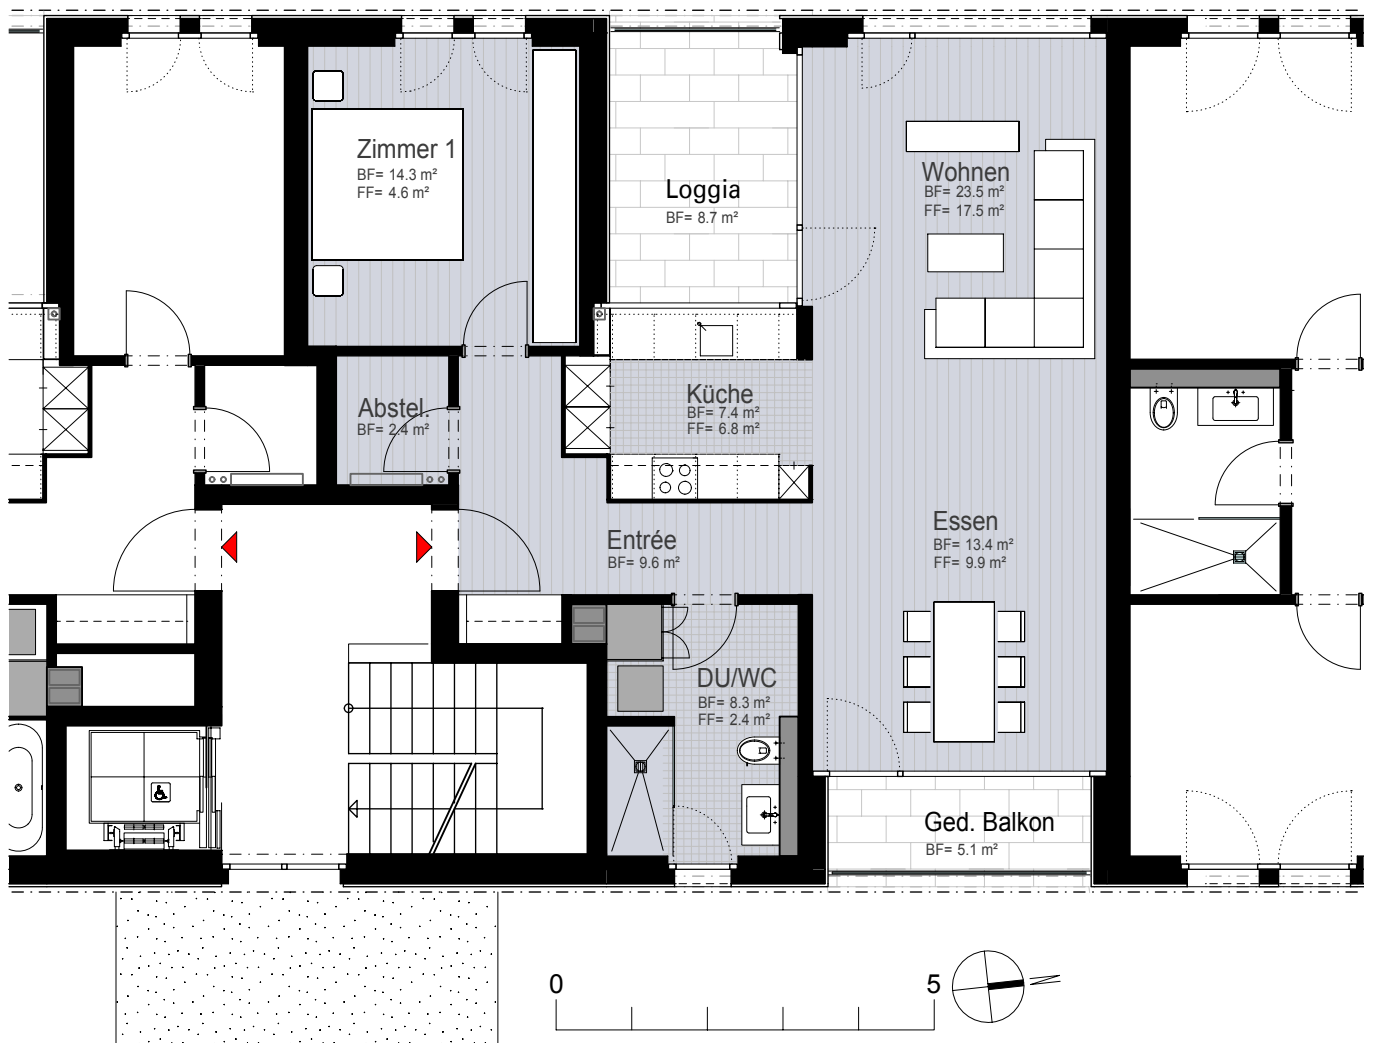 Zimmer 1
BF= 14.3 m²
FF= 4.6 m²
Loggia
BF= 8.7 m²
Wohnen
BF= 23.5 m²
FF= 17.5 m²
Abstel.
BF= 2.4 m²
Küche
BF= 7.4 m²
FF= 6.8 m²
Entrée
BF= 9.6 m²
Essen
BF= 13.4 m²
FF= 9.9 m²
DU/WC
BF= 8.3 m²
FF= 2.4 m²
Ged. Balkon
BF= 5.1 m²
0
5
N